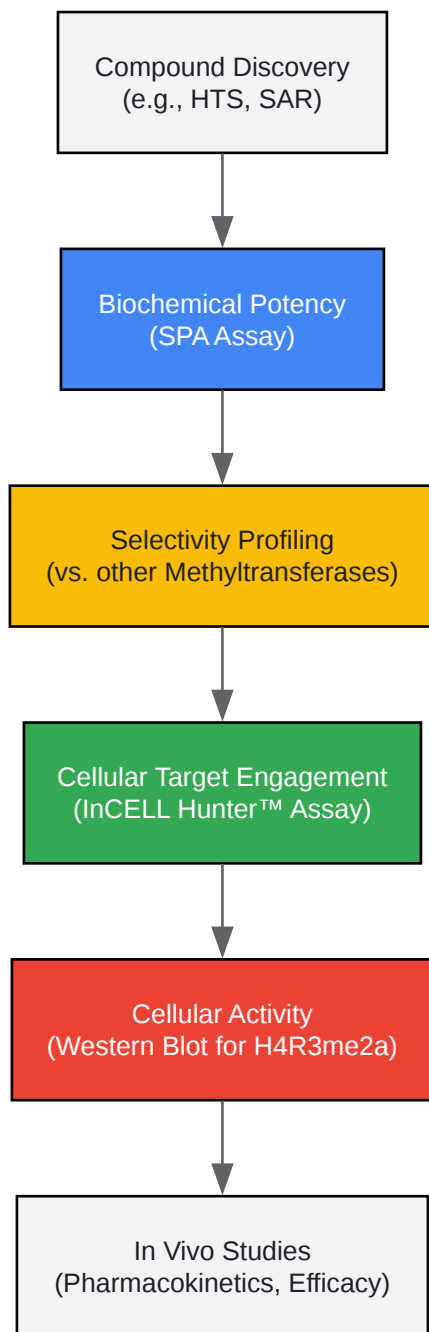 Compound Discovery
(e.g., HTS, SAR)
Biochemical Potency
(SPA Assay)
Selectivity Profiling
(vs. other Methyltransferases)
Cellular Target Engagement
(InCELL Hunter™ Assay)
Cellular Activity
(Western Blot for H4R3me2a)
In Vivo Studies
(Pharmacokinetics, Efficacy)